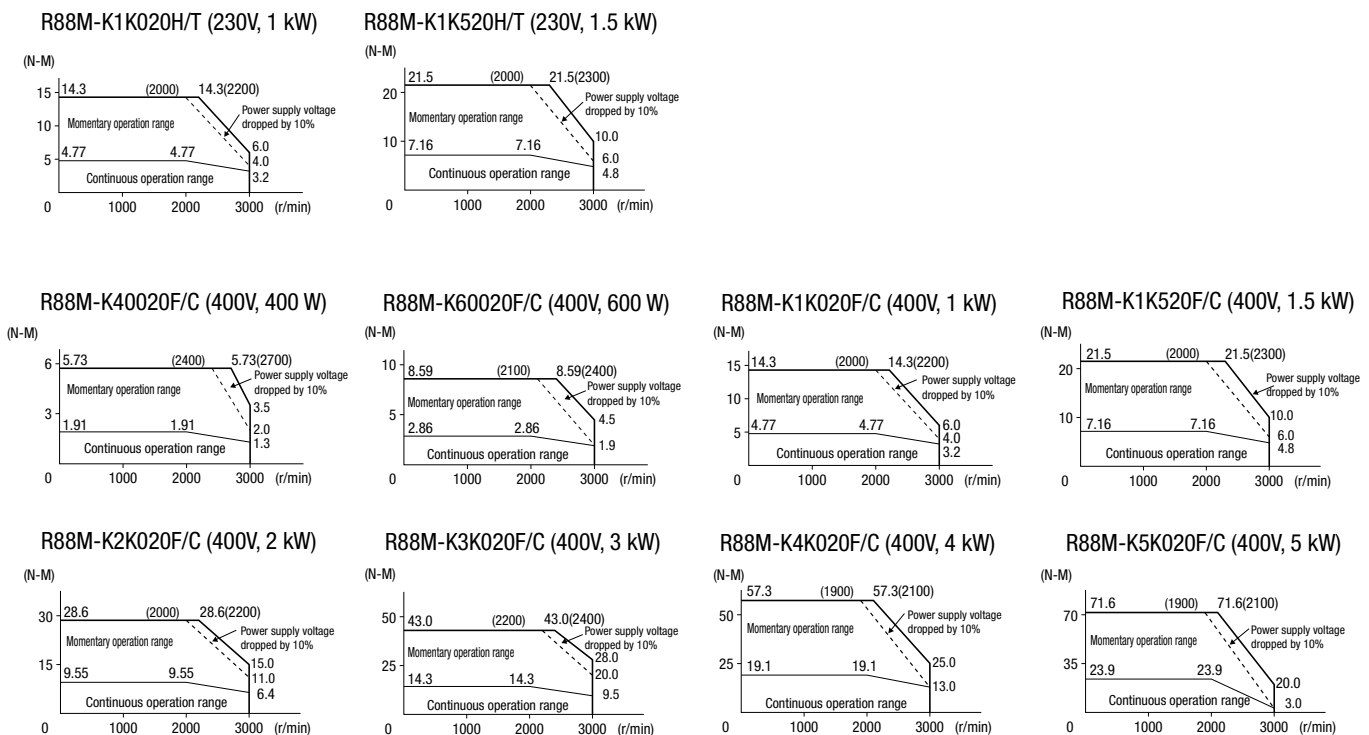 R88M-K1K020H/T (230V, 1 kW)
(N-M)
15
14.3
(2000)
14.3(2200)
Power supply voltage
dropped by 10%
10
Momentary operation range
6.0
5
4.77
4.77
4.0
Continuous operation range
3.2
0
1000
2000
3000
(r/min)
R88M-K1K520H/T (230V, 1.5 kW)
(N-M)
21.5
(2000)
21.5(2300)
20
Power supply voltage
dropped by 10%
Momentary operation range
10
10.0
7.16
7.16
6.0
Continuous operation range
4.8
0
1000
2000
3000
(r/min)
R88M-K40020F/C (400V, 400 W)
(N-M)
6
5.73
(2400)
5.73(2700)
Power supply voltage
dropped by 10%
Momentary operation range
3
3.5
1.91
1.91
2.0
Continuous operation range
1.3
0
1000
2000
3000
(r/min)
R88M-K60020F/C (400V, 600 W)
(N-M)
10
8.59
(2100)
8.59(2400)
Power supply voltage
dropped by 10%
Momentary operation range
5
4.5
2.86
2.86
1.9
Continuous operation range
0
1000
2000
3000
(r/min)
R88M-K1K020F/C (400V, 1 kW)
(N-M)
15
14.3
(2000)
14.3(2200)
Power supply voltage
dropped by 10%
10
Momentary operation range
6.0
5
4.77
4.77
4.0
Continuous operation range
3.2
0
1000
2000
3000
(r/min)
R88M-K1K520F/C (400V, 1.5 kW)
(N-M)
21.5
(2000)
21.5(2300)
20
Power supply voltage
dropped by 10%
Momentary operation range
10
10.0
7.16
7.16
6.0
Continuous operation range
4.8
0
1000
2000
3000
(r/min)
R88M-K2K020F/C (400V, 2 kW)
(N-M)
30
28.6
(2000)
28.6(2200)
Power supply voltage
dropped by 10%
Momentary operation range
15
15.0
9.55
9.55
11.0
Continuous operation range
6.4
0
1000
2000
3000
(r/min)
R88M-K3K020F/C (400V, 3 kW)
(N-M)
50
43.0
(2200)
43.0(2400)
Power supply voltage
dropped by 10%
Momentary operation range
28.0
25
20.0
14.3
14.3
9.5
Continuous operation range
0
1000
2000
3000
(r/min)
R88M-K4K020F/C (400V, 4 kW)
(N-M)
57.3
(1900)
57.3(2100)
50
Power supply voltage
dropped by 10%
Momentary operation range
25
25.0
19.1
19.1
13.0
Continuous operation range
0
1000
2000
3000
(r/min)
R88M-K5K020F/C (400V, 5 kW)
(N-M)
70
71.6
(1900)
71.6(2100)
Power supply voltage
dropped by 10%
Momentary operation range
35
23.9
23.9
20.0
Continuous operation range
3.0
0
1000
2000
3000
(r/min)